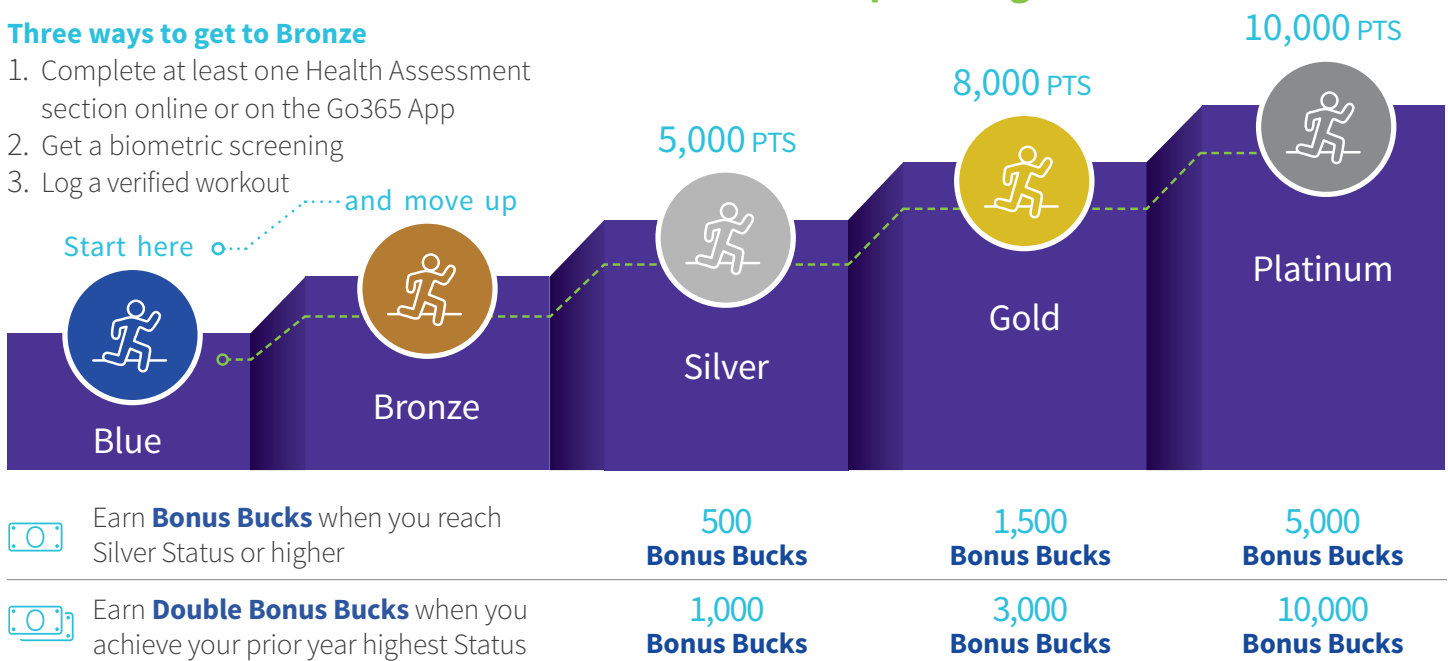 Three ways to get to Bronze
1. Complete at least one Health Assessment
section online or on the Go365 App
2. Get a biometric screening
3. Log a verified workout
Start here
and move up
5,000 PTS
8,000 PTS
10,000 PTS
Blue
Bronze
Silver
Gold
Platinum
Earn Bonus Bucks when you reach
Silver Status or higher
500
Bonus Bucks
1,500
Bonus Bucks
5,000
Bonus Bucks
Earn Double Bonus Bucks when you
achieve your prior year highest Status
1,000
Bonus Bucks
3,000
Bonus Bucks
10,000
Bonus Bucks